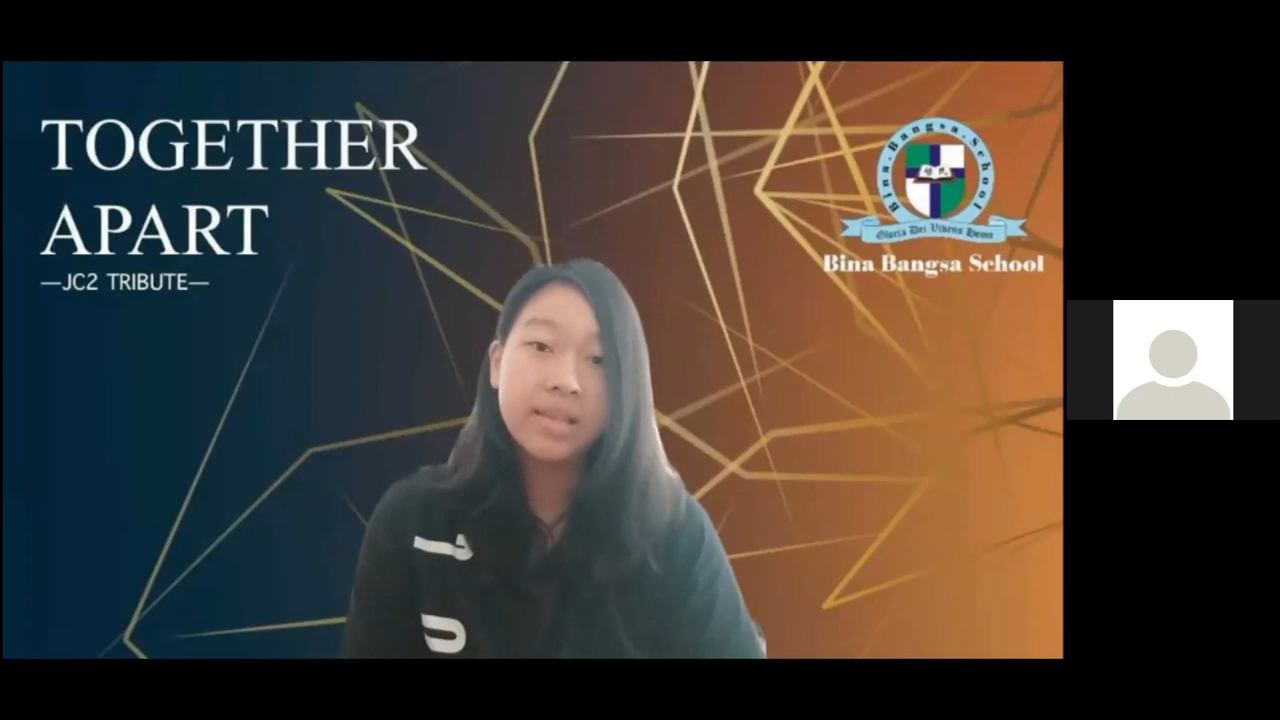 TOGETHER
APART
—JC2 TRIBUTE—
Bina·Bangsa·School
Gloria Dei Vivens Homo
Bina Bangsa School